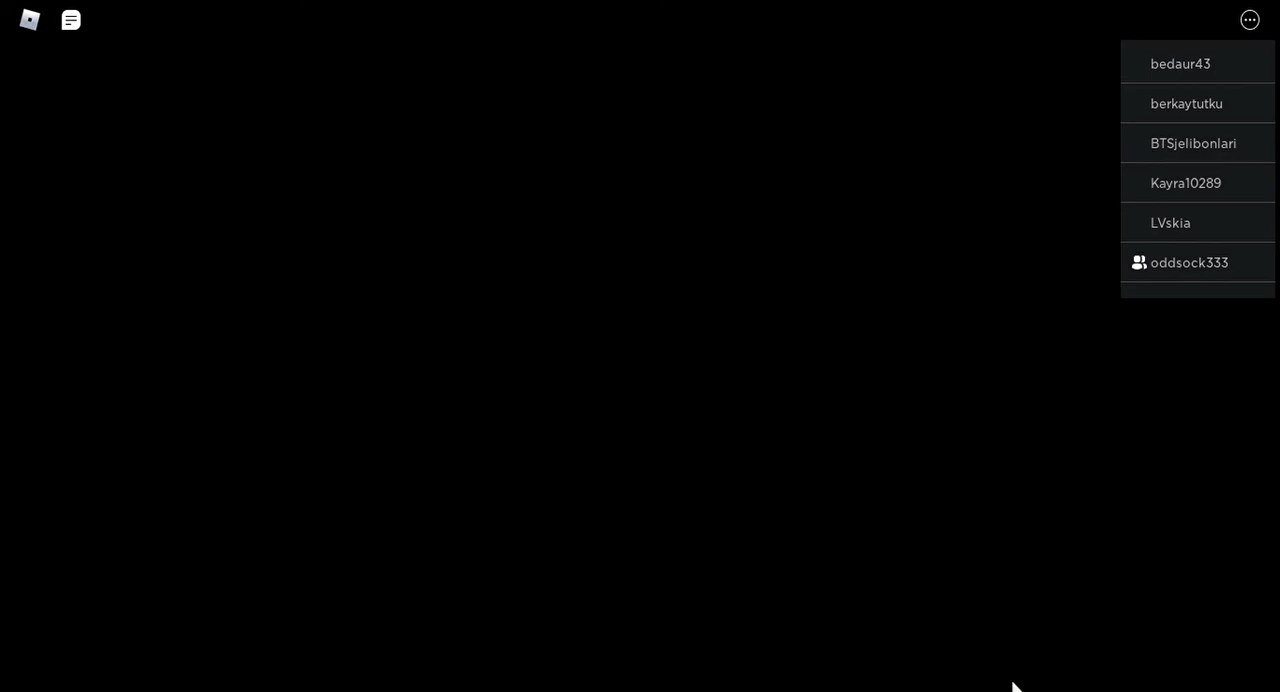 bedaur43
berkaytutku
BTSjelibonlari
Kayra10289
LVskia
oddsock333